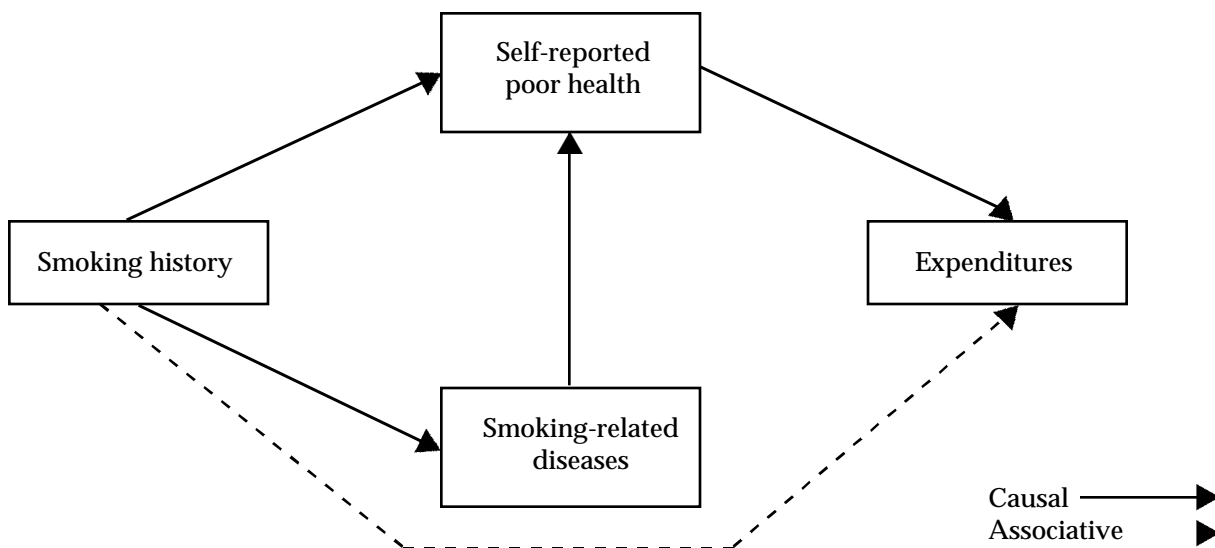 Self-reported
poor health
Smoking history
Expenditures
Smoking-related
diseases
Causal
Associative